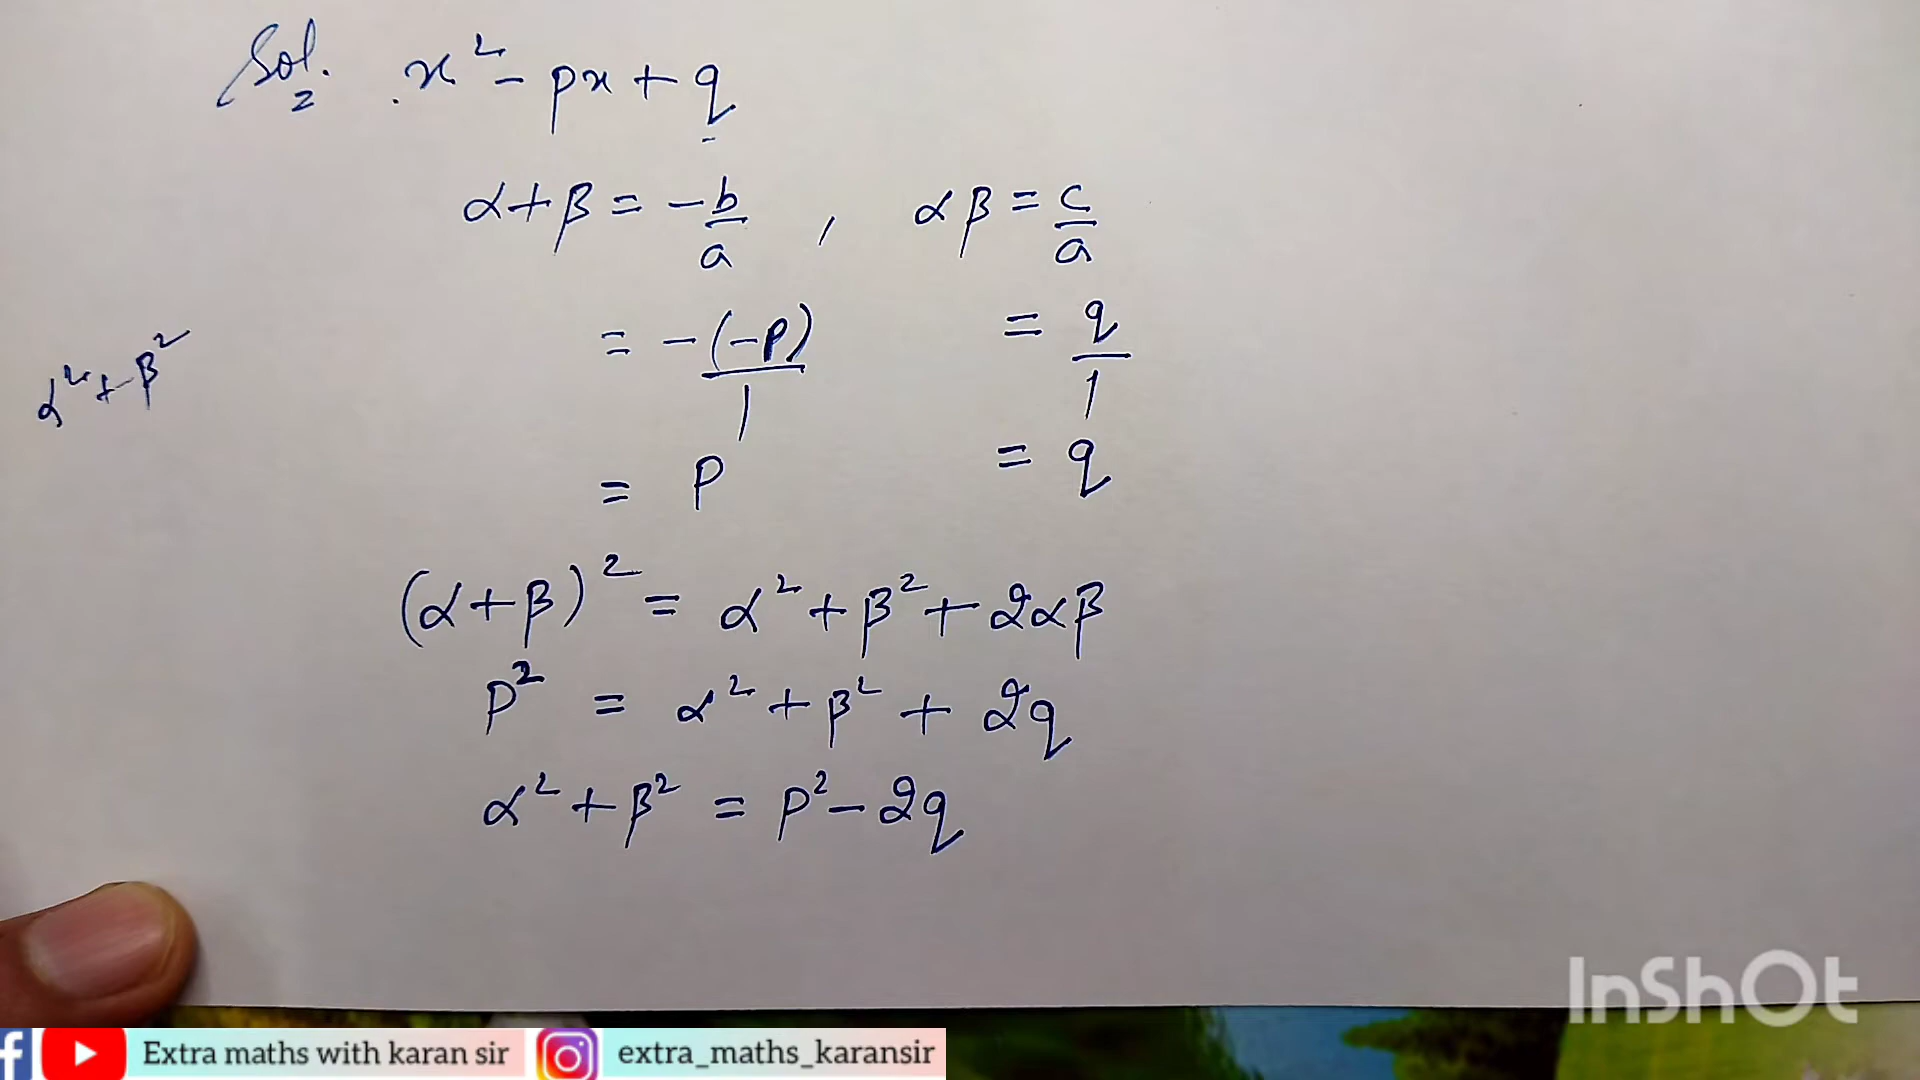 Sol. x² - px + q
α+β = -b/a , αβ = c/a
= -(-p)/1 = q/1
= p = q
α²+β²
(α+β)² = α²+β²+2αβ
p² = α²+β² + 2q
α²+β² = p²-2q
InShOt
Extra maths with karan sir extra_maths_karansir